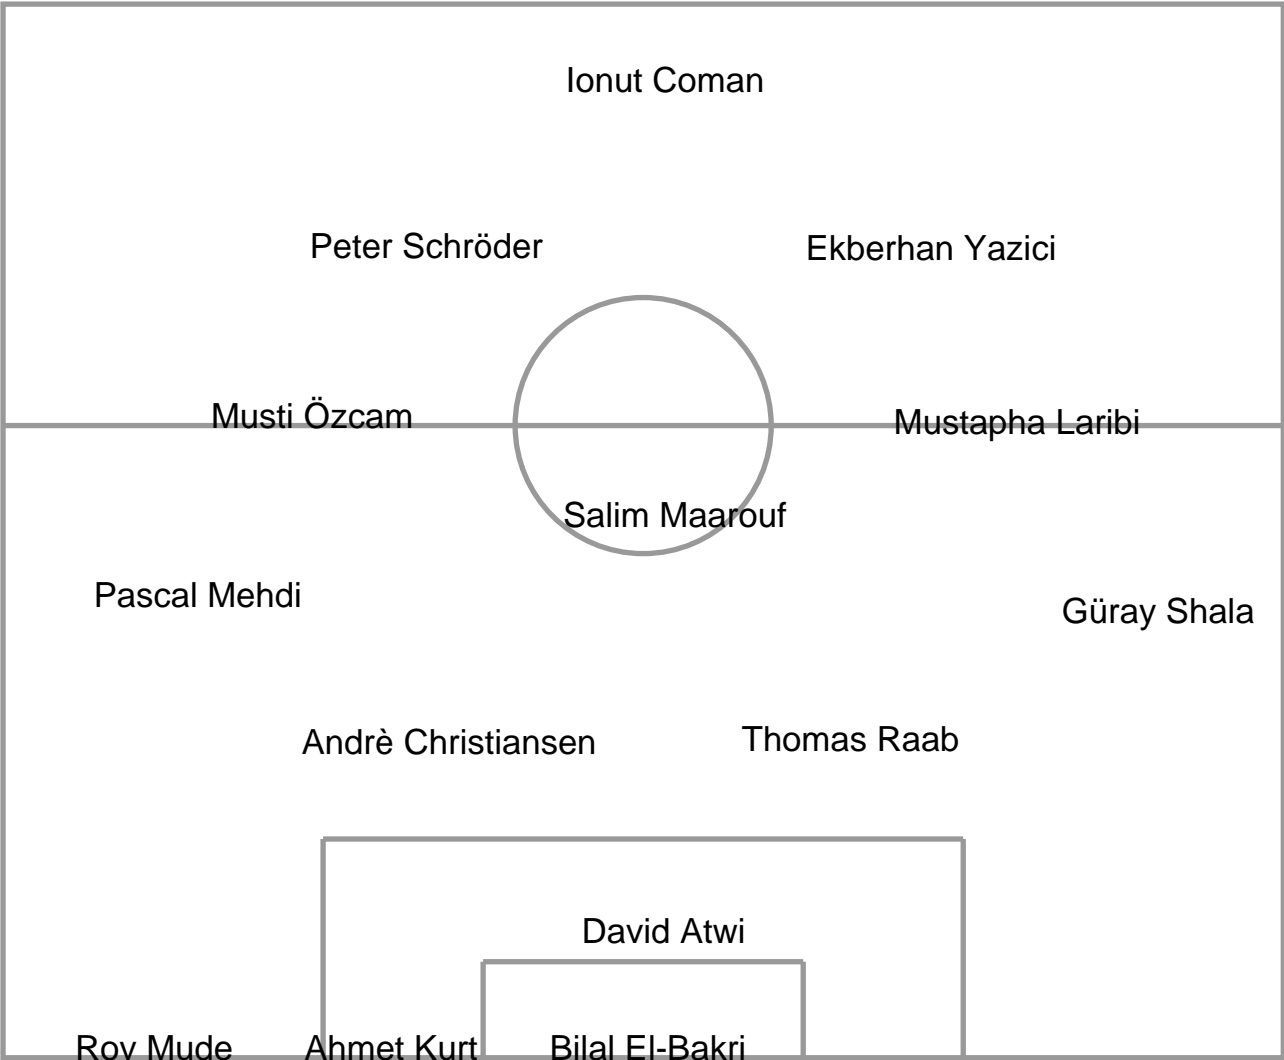 Ionut Coman
Peter Schröder
Ekberhan Yazici
Musti Özcam
Mustapha Laribi
Salim Maarouf
Pascal Mehdi
Güray Shala
Andrè Christiansen
Thomas Raab
David Atwi
Roy Mude
Ahmet Kurt
Bilal El-Bakri